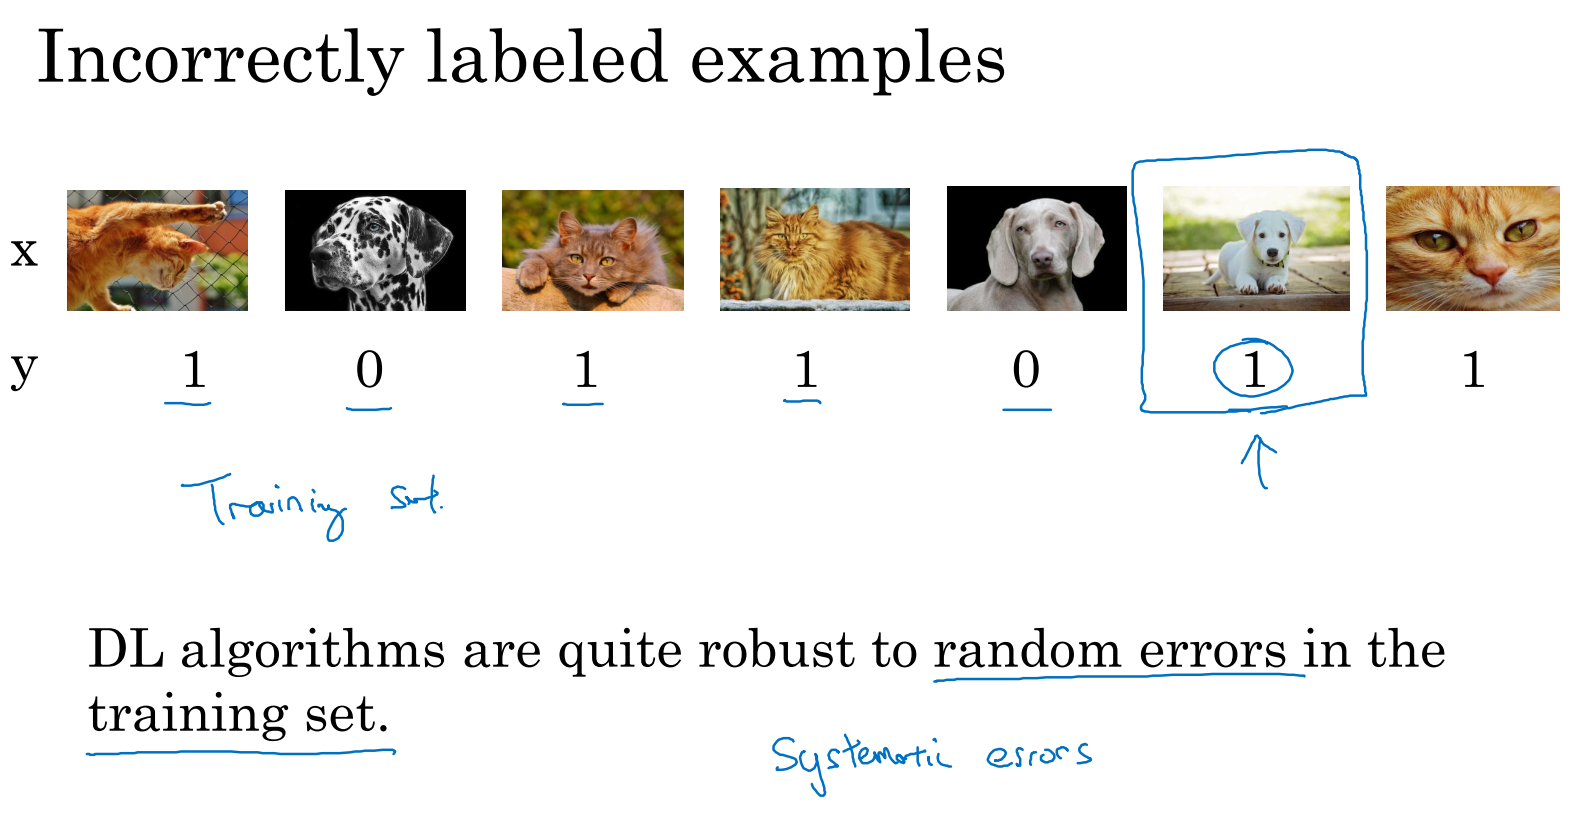 Incorrectly labeled examples
x
y 1 0 1 1 0 1 1
Training set.
DL algorithms are quite robust to random errors in the
training set.
Systematic errors